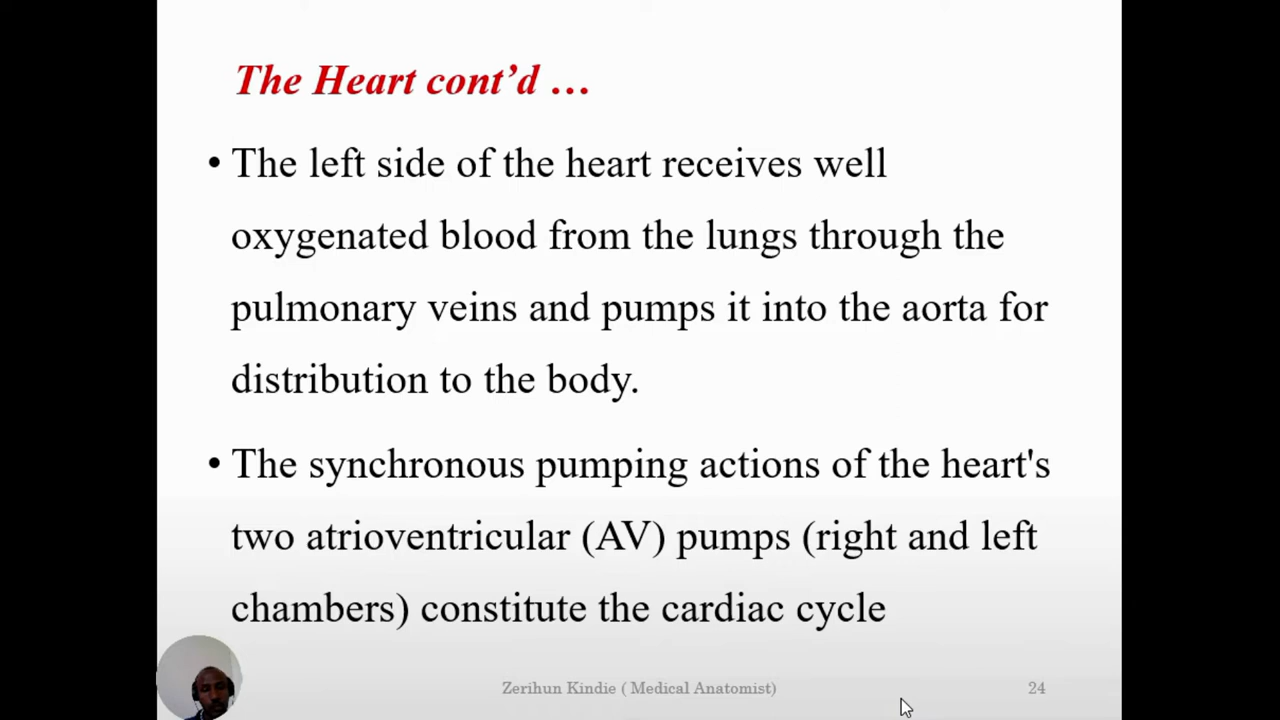 The Heart cont’d …
• The left side of the heart receives well
oxygenated blood from the lungs through the
pulmonary veins and pumps it into the aorta for
distribution to the body.
• The synchronous pumping actions of the heart's
two atrioventricular (AV) pumps (right and left
chambers) constitute the cardiac cycle
Zerihun Kindie ( Medical Anatomist)
24